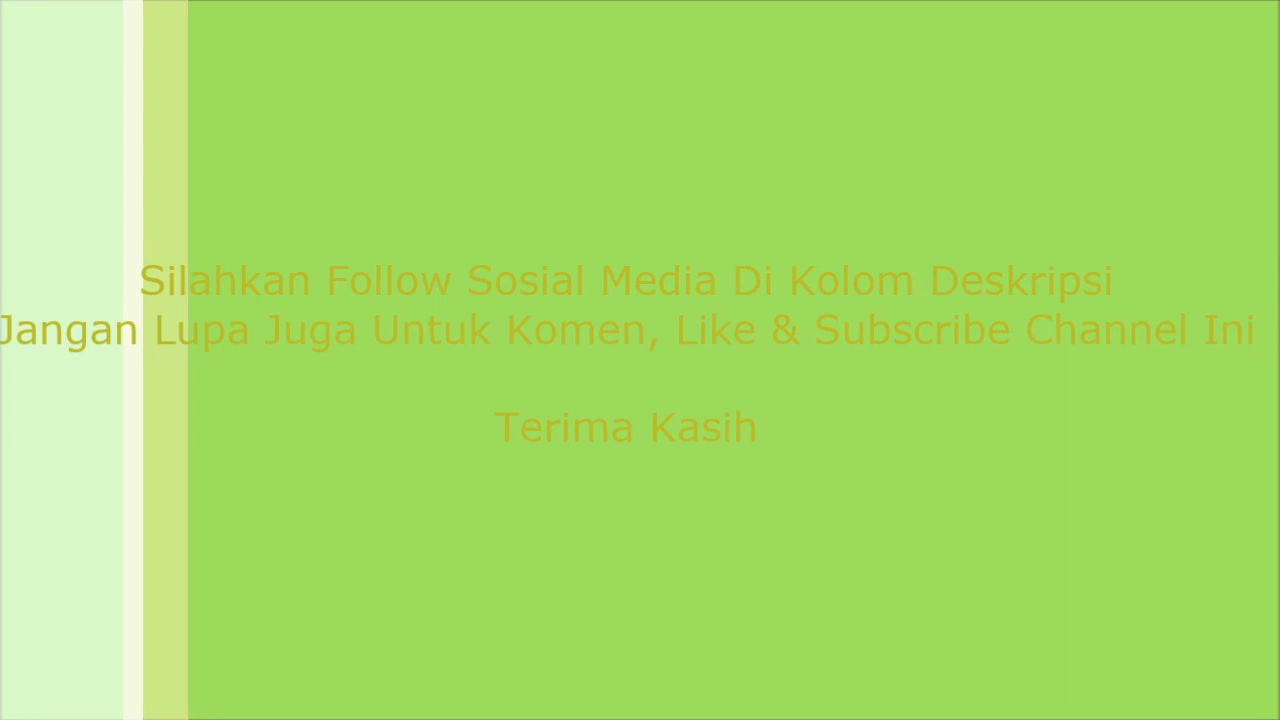 Silahkan Follow Sosial Media Di Kolom Deskripsi
Jangan Lupa Juga Untuk Komen, Like & Subscribe Channel Ini
Terima Kasih